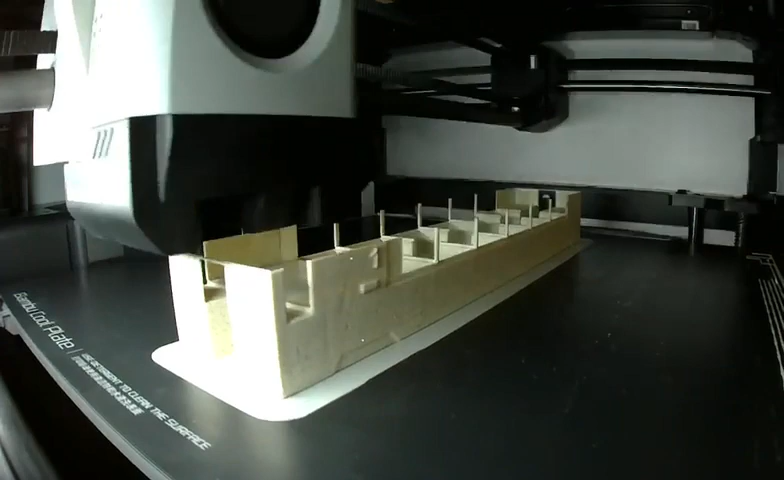 Bambu Cool Plate
USE DETERGENT TO CLEAN THE SURFACE